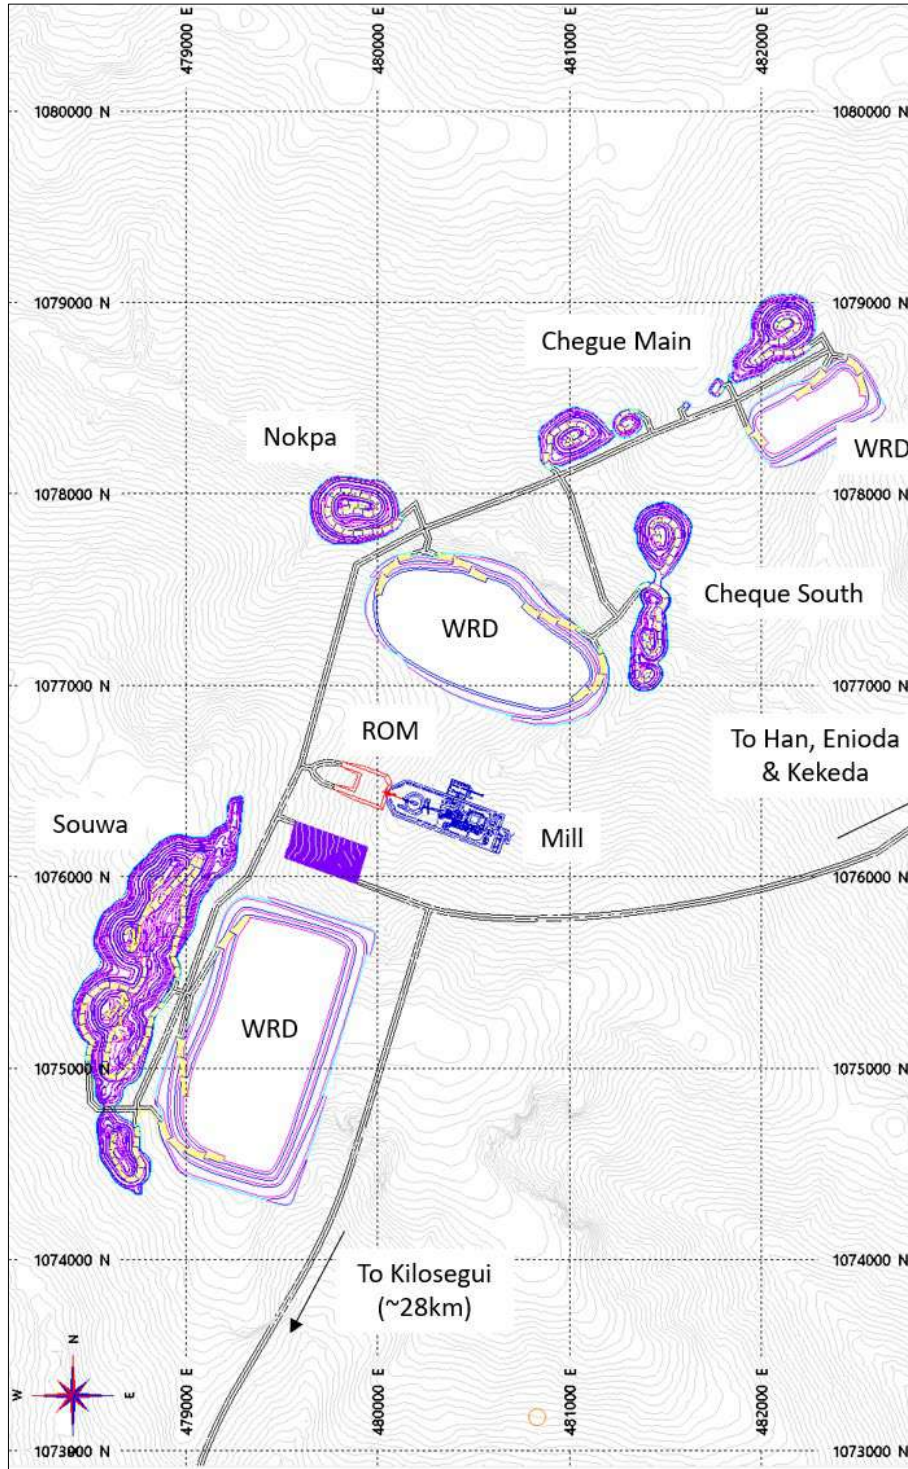 479000 E
480000 E
481000 E
482000 E
1080000 N
1080000 N
1079000 N
1079000 N
Chegue Main
Nokpa
WRD
1078000 N
1078000 N
Cheque South
WRD
1077000 N
1077000 N
ROM
To Han, Enioda
& Kekeda
Souwa
Mill
1076000 N
1076000 N
WRD
1075000 N
1075000 N
1074000 N
1074000 N
To Kilosegui
(~28km)
N
W
E
479000 E
480000 E
481000 E
482000 E
1073000 N
1073000 N